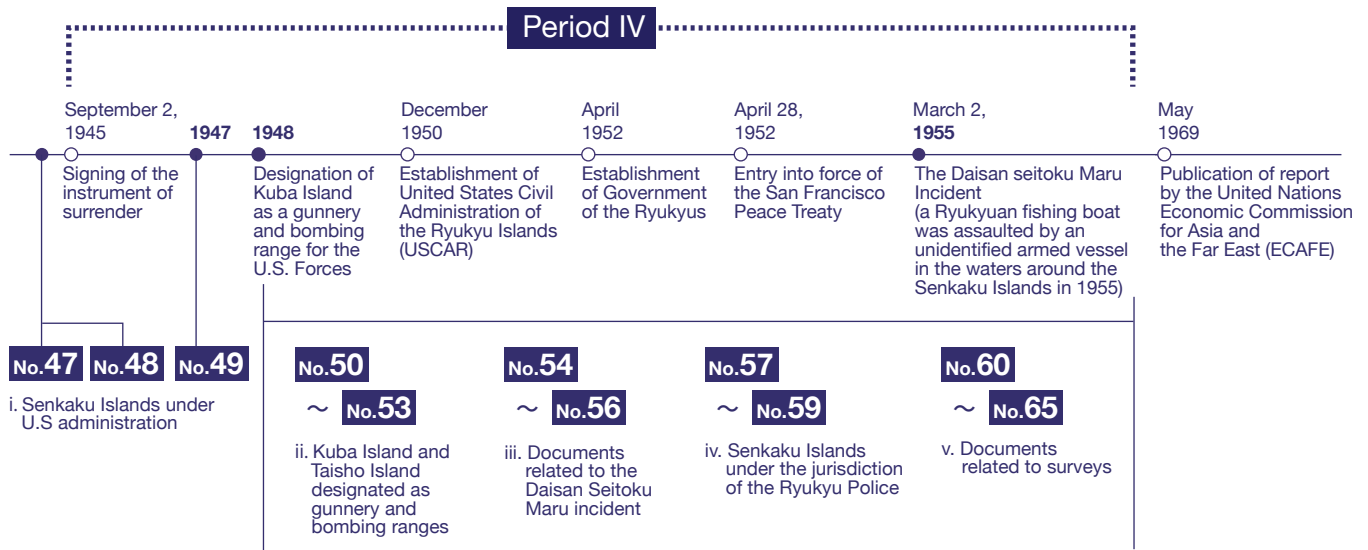 Period IV
September 2,
1945
Signing of the
instrument of
surrender
1947
1948
Designation of
Kuba Island
as a gunnery
and bombing
range for the
U.S. Forces
December
1950
Establishment of
United States Civil
Administration of
the Ryukyu Islands
(USCAR)
April
1952
Establishment
of Government
of the Ryukyus
April 28,
1952
Entry into force of
the San Francisco
Peace Treaty
March 2,
1955
The Daisan seitoku Maru
Incident
(a Ryukyuan fishing boat
was assaulted by an
unidentified armed vessel
in the waters around the
Senkaku Islands in 1955)
May
1969
Publication of report
by the United Nations
Economic Commission
for Asia and
the Far East (ECAFE)
No.47 No.48 No.49
i. Senkaku Islands under
U.S administration
No.50
～ No.53
ii. Kuba Island and
Taisho Island
designated as
gunnery and
bombing ranges
No.54
～ No.56
iii. Documents
related to the
Daisan Seitoku
Maru incident
No.57
～ No.59
iv. Senkaku Islands
under the jurisdiction
of the Ryukyu Police
No.60
～ No.65
v. Documents
related to surveys